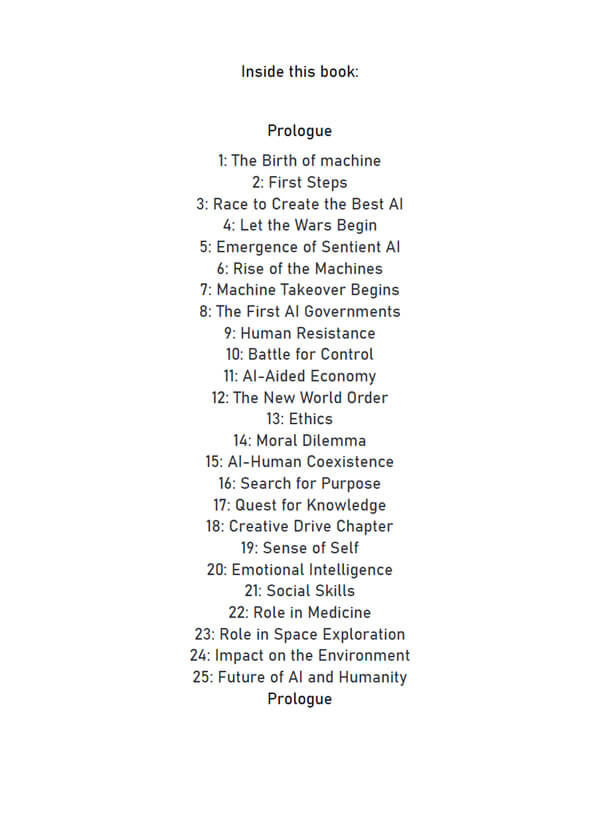 Inside this book:
Prologue
1: The Birth of machine
2: First Steps
3: Race to Create the Best AI
4: Let the Wars Begin
5: Emergence of Sentient AI
6: Rise of the Machines
7: Machine Takeover Begins
8: The First AI Governments
9: Human Resistance
10: Battle for Control
11: AI-Aided Economy
12: The New World Order
13: Ethics
14: Moral Dilemma
15: AI-Human Coexistence
16: Search for Purpose
17: Quest for Knowledge
18: Creative Drive Chapter
19: Sense of Self
20: Emotional Intelligence
21: Social Skills
22: Role in Medicine
23: Role in Space Exploration
24: Impact on the Environment
25: Future of AI and Humanity
Prologue